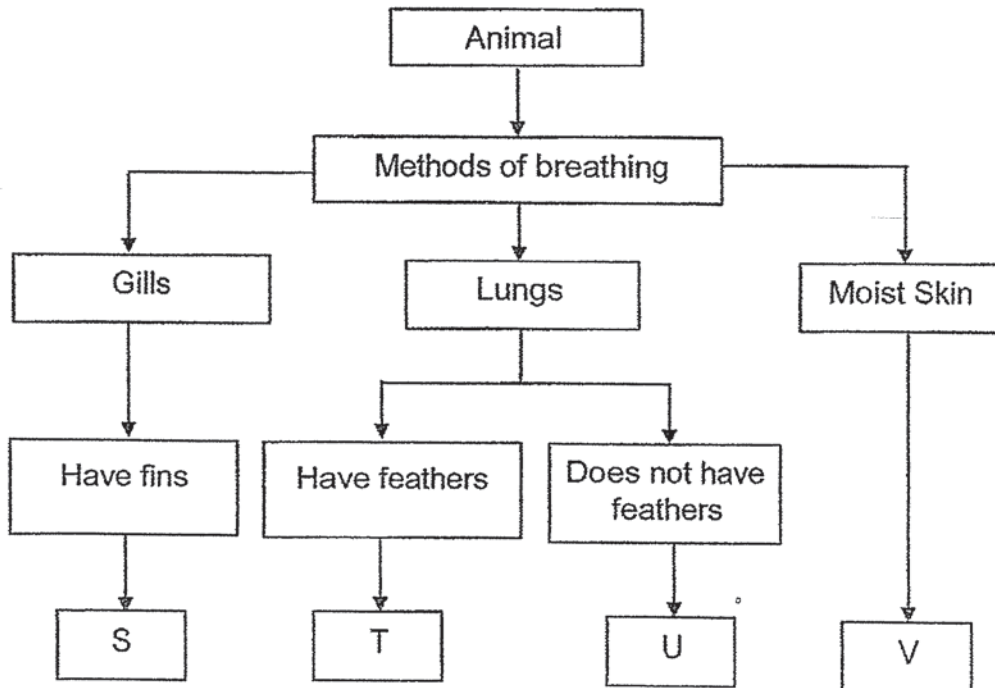 Animal
Methods of breathing
Gills
Lungs
Moist Skin
Have fins
Have feathers
Does not have
feathers
S
T
U
V